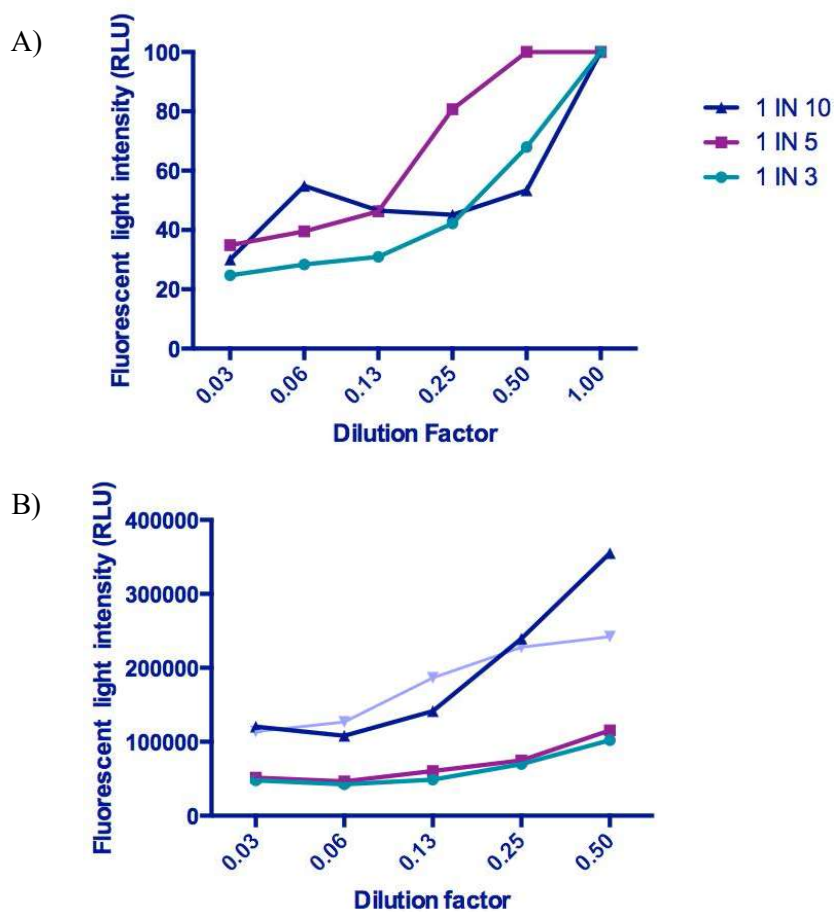 A)
Fluorescent light intensity (RLU)
100
80
60
40
20
0
0.03 0.06 0.13 0.25 0.50 1.00
Dilution Factor
1 IN 10
1 IN 5
1 IN 3
B)
Fluorescent light intensity (RLU)
400000
300000
200000
100000
0
0.03 0.06 0.13 0.25 0.50
Dilution factor